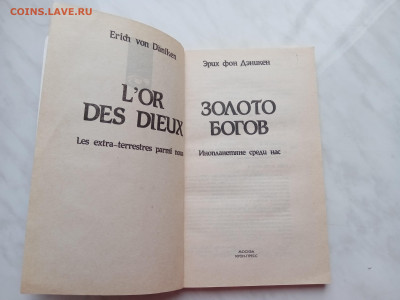 COINS.LAVE.RU
Erich von Däniken
L'OR
DES DIEUX
Les extra-terrestres parmi nous
Эрих фон Дэникен
ЗОЛОТО
БОГОВ
Инопланетяне среди нас
МОСКВА